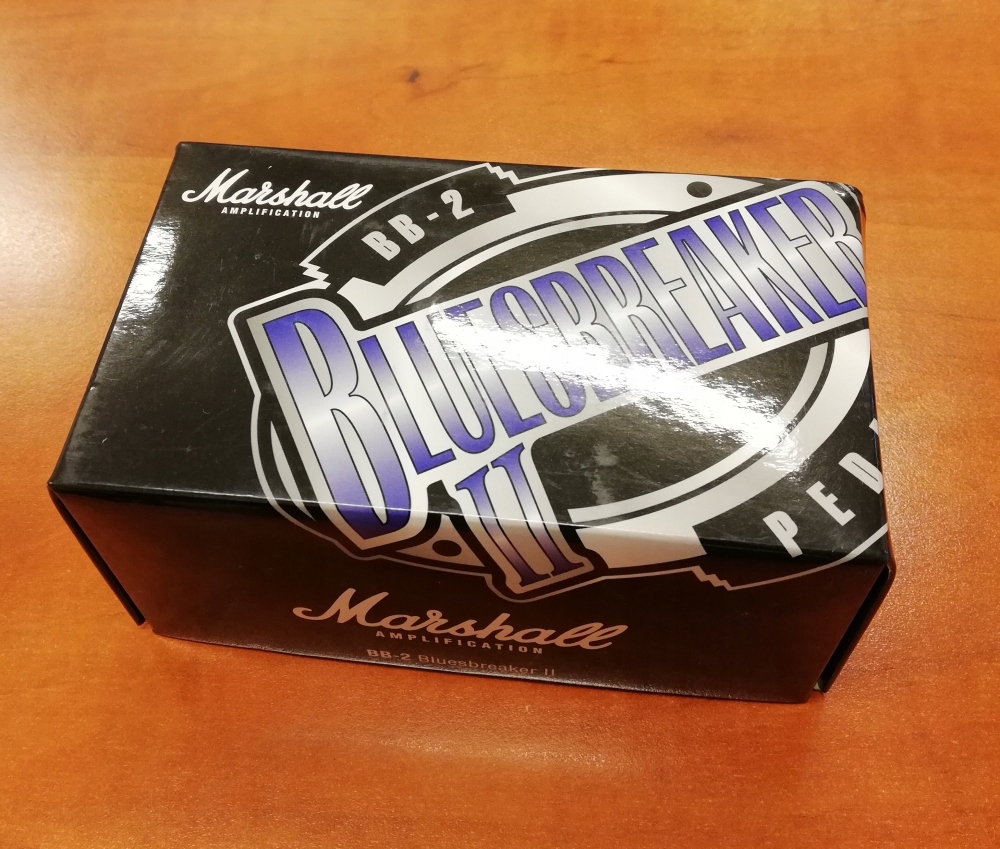 Marshall
AMPLIFICATION
BB-2
BLUESBREAKER
II
PED
Marshall
AMPLIFICATION
BB-2 Bluesbreaker II